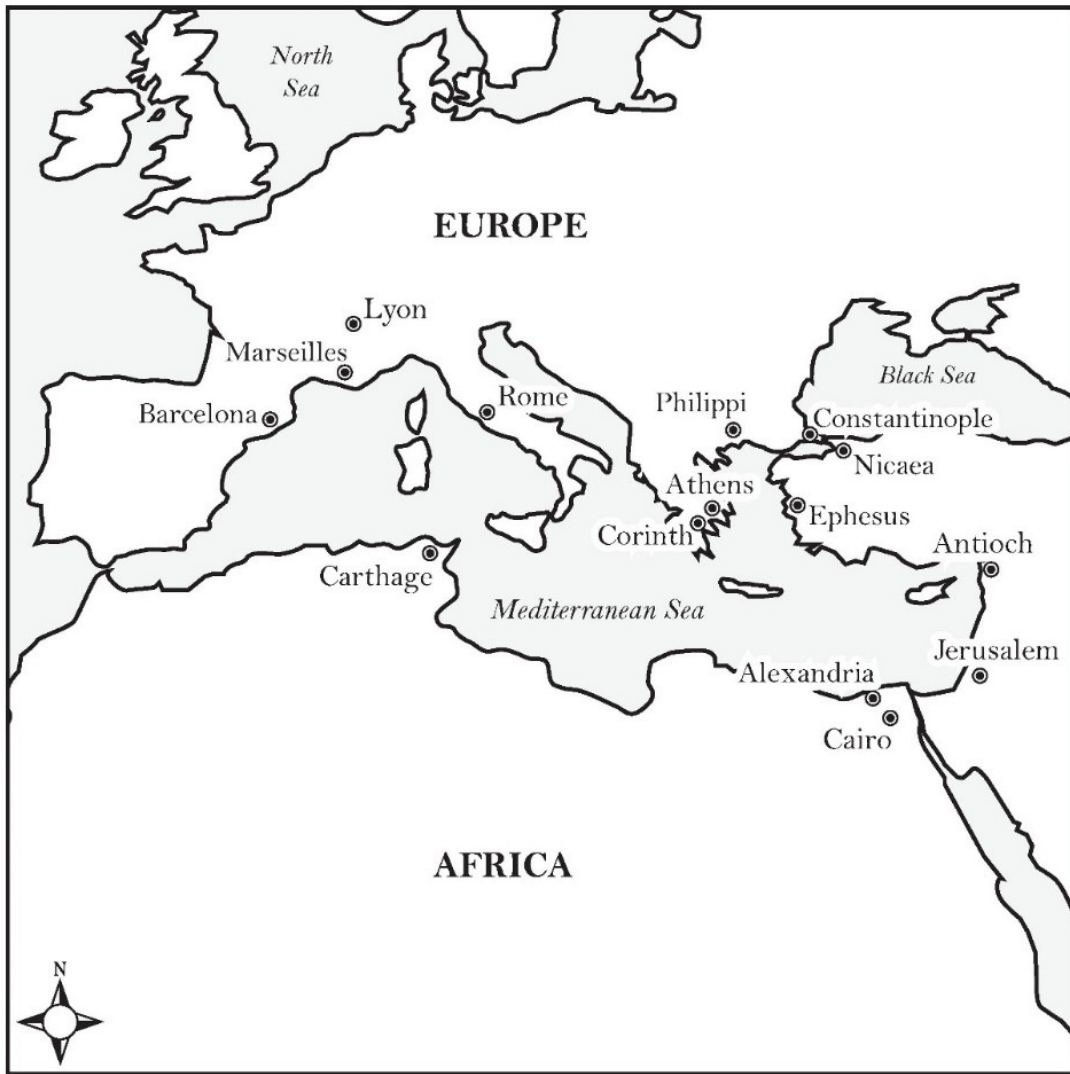 North
Sea
EUROPE
Lyon
Marseilles
Black Sea
Barcelona
Rome
Philippi
Constantinople
Nicaea
Athens
Ephesus
Corinth
Antioch
Carthage
Mediterranean Sea
Jerusalem
Alexandria
Cairo
AFRICA
N